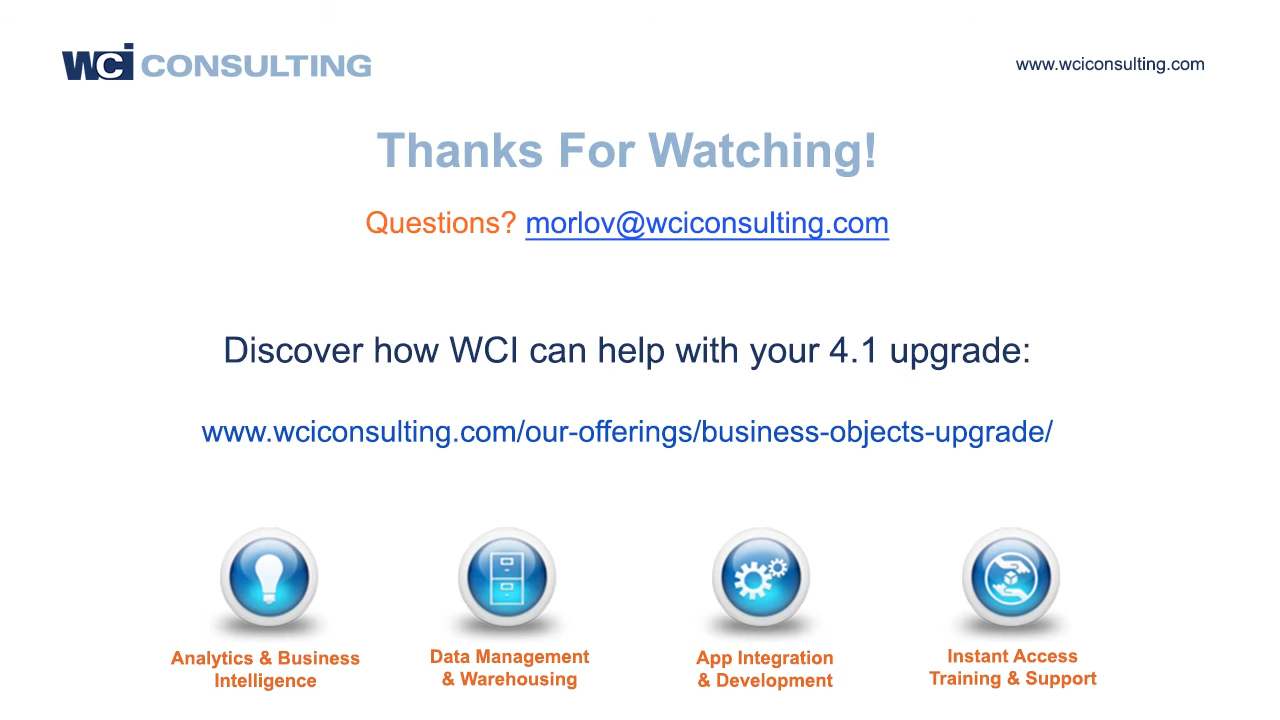 WCI CONSULTING
www.wciconsulting.com
Thanks For Watching!
Questions? morlov@wciconsulting.com
Discover how WCI can help with your 4.1 upgrade:
www.wciconsulting.com/our-offerings/business-objects-upgrade/
Analytics & Business
Intelligence
Data Management
& Warehousing
App Integration
& Development
Instant Access
Training & Support